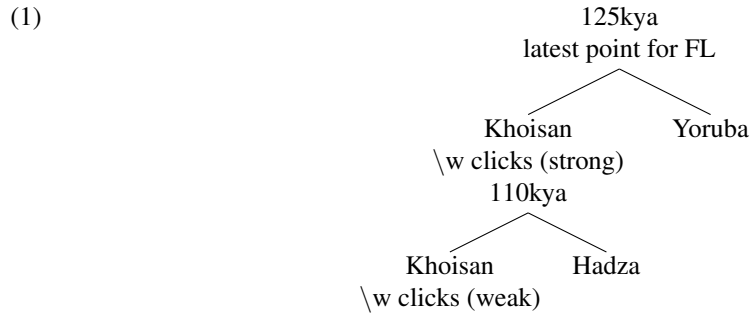 (1)
125kya
latest point for FL
Khoisan Yoruba
\w clicks (strong)
110kya
Khoisan Hadza
\w clicks (weak)